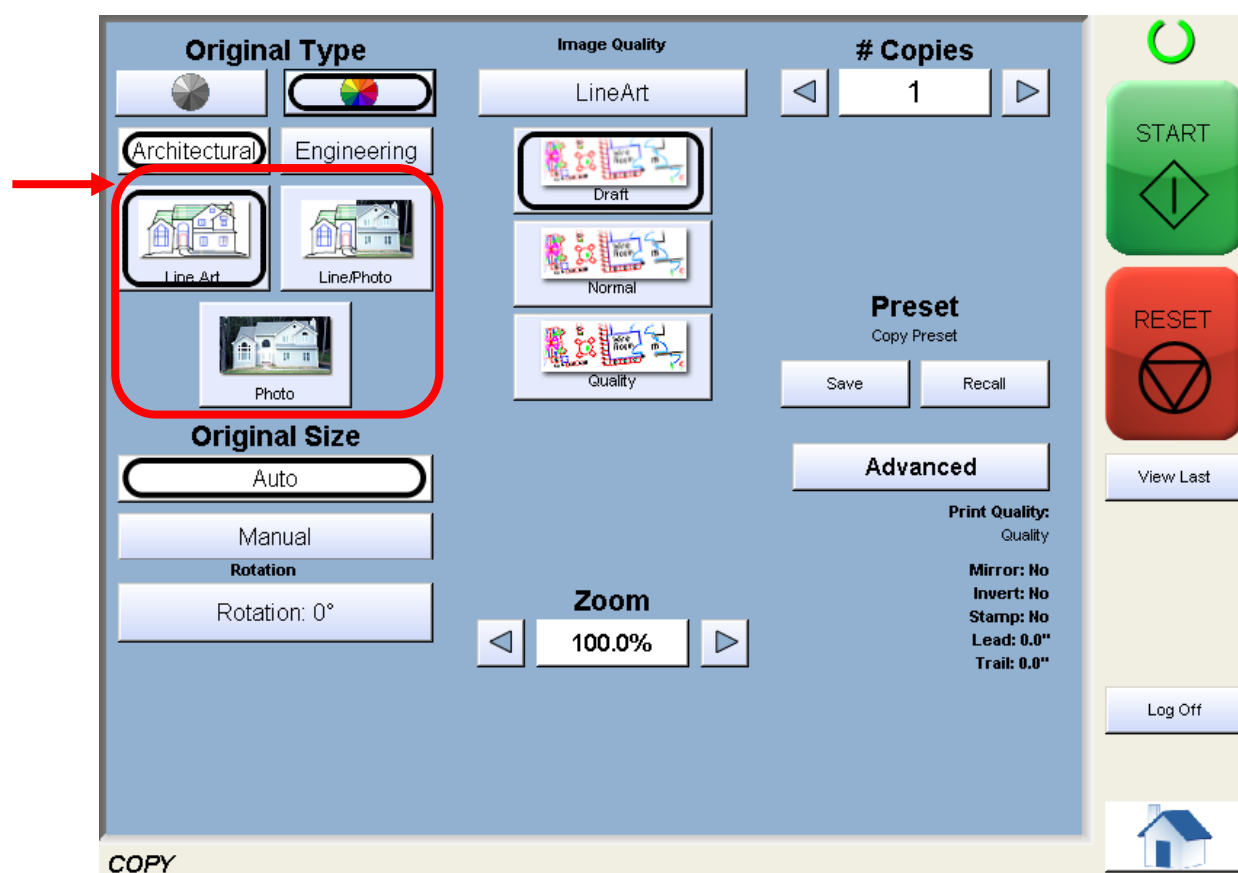 Original Type
Architectural
Engineering
Line Art
Line/Photo
Photo
Original Size
Auto
Manual
Rotation
Rotation: 0°
Image Quality
LineArt
Draft
Normal
Quality
Zoom
100.0%
# Copies
1
Preset
Copy Preset
Save
Recall
Advanced
Print Quality:
Quality
Mirror: No
Invert: No
Stamp: No
Lead: 0.0"
Trail: 0.0"
START
RESET
View Last
Log Off
COPY